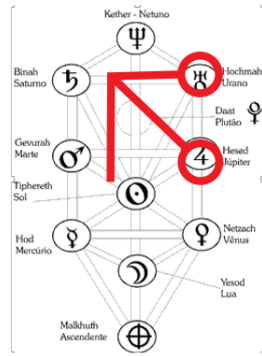 Kether - Netuno
Binah
Saturno
Hochmah
Urano
Daat
Plutão
Gevurah
Marte
Hesed
Júpiter
Tiphereth
Sol
Hod
Mercúrio
Netzach
Vênus
Yesod
Lua
Malkhuth
Ascendente